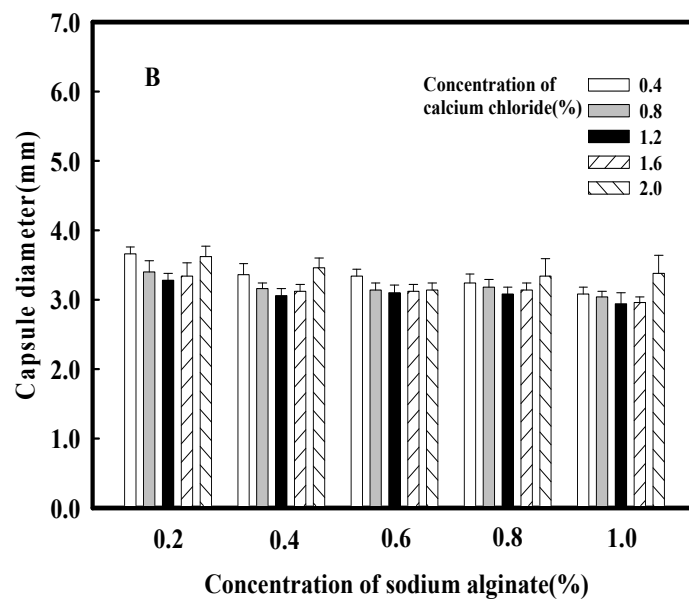 7.0
6.0
5.0
4.0
3.0
2.0
1.0
0.0
Capsule diameter(mm)
B
Concentration of
calcium chloride(%)
0.4
0.8
1.2
1.6
2.0
0.2 0.4 0.6 0.8 1.0
Concentration of sodium alginate(%)